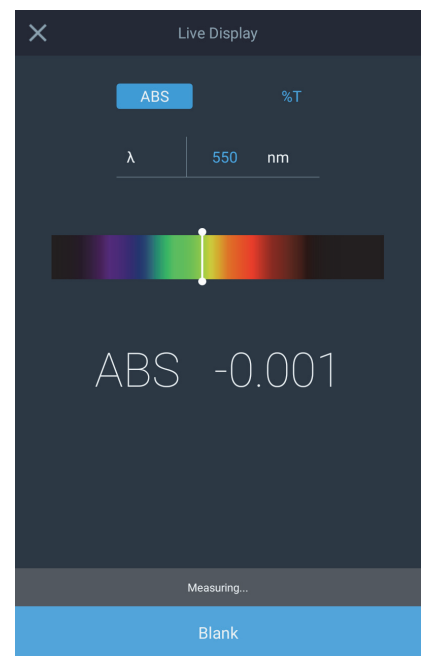 Live Display
ABS %T
λ 550 nm
ABS -0.001
Measuring...
Blank